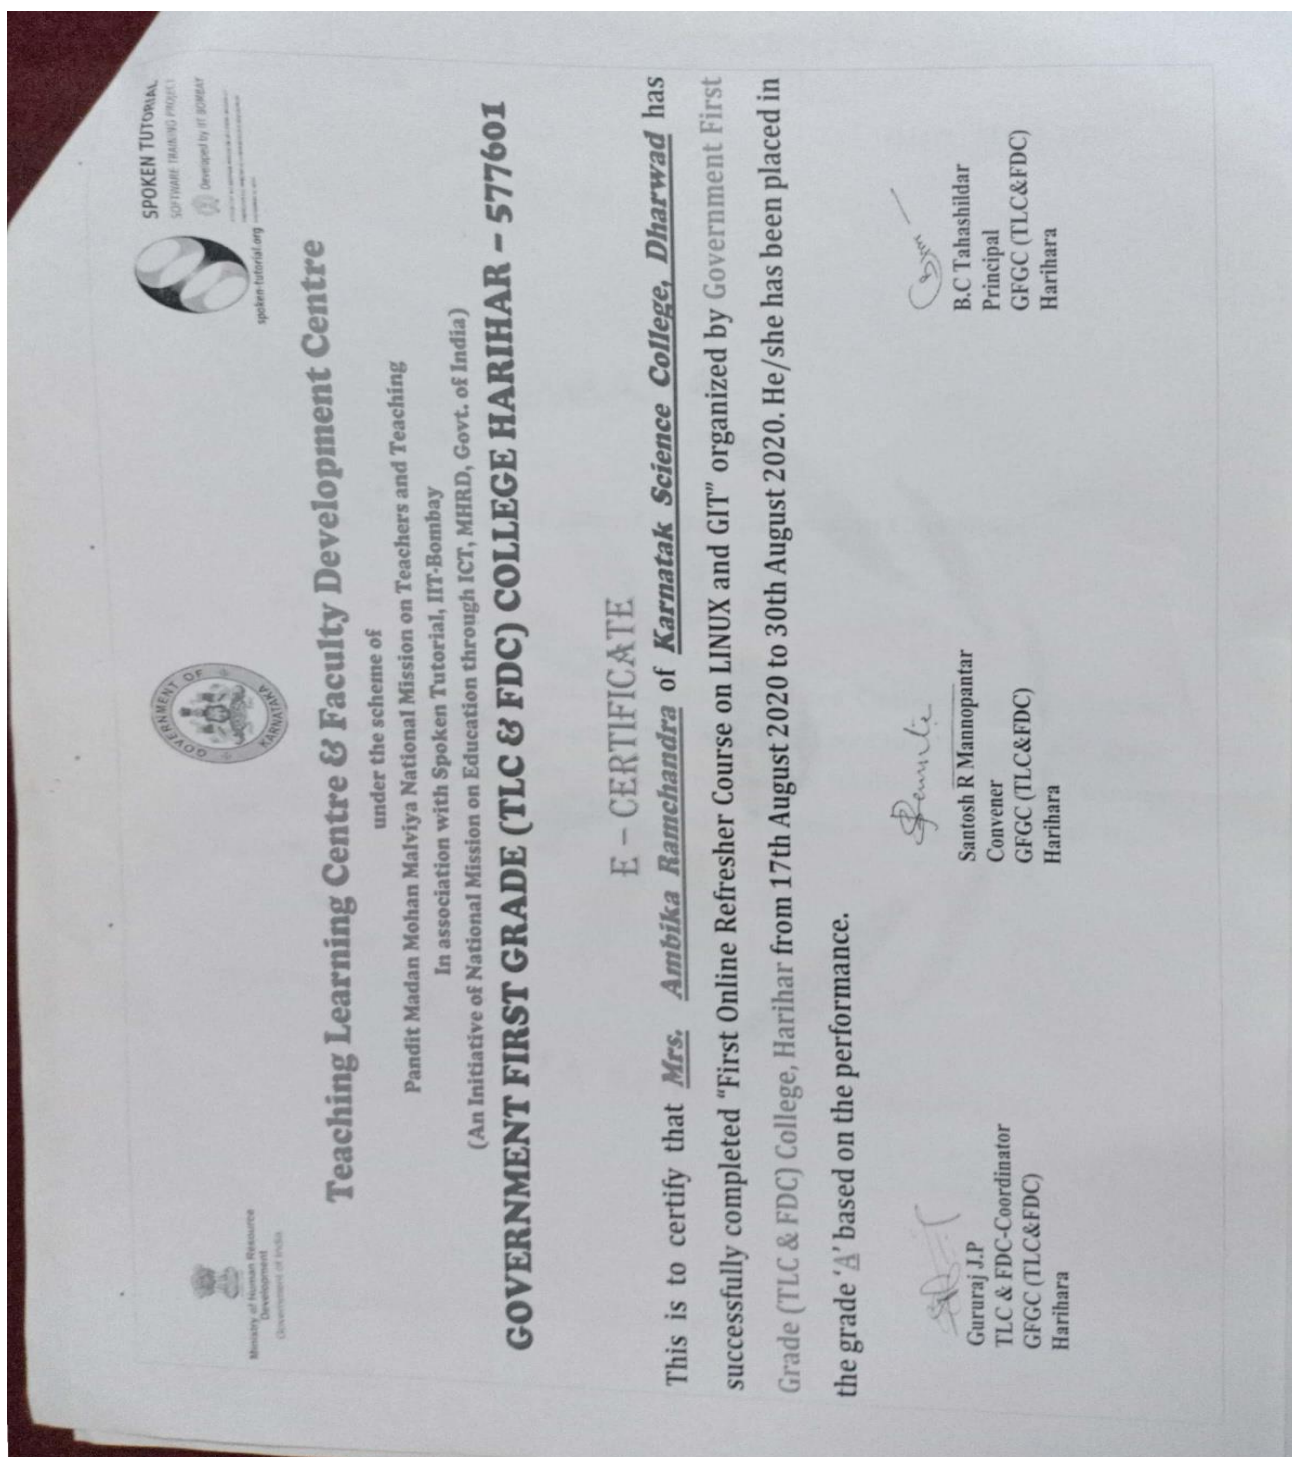 Ministry of Human Resource
Development
Government of India
GOVERNMENT OF
KARNATAKA
SPOKEN TUTORIAL
SOFTWARE TRAINING PROJECT
Developed by IIT BOMBAY
spoken-tutorial.org
Teaching Learning Centre & Faculty Development Centre
under the scheme of
Pandit Madan Mohan Malviya National Mission on Teachers and Teaching
In association with Spoken Tutorial, IIT-Bombay
(An Initiative of National Mission on Education through ICT, MHRD, Govt. of India)
GOVERNMENT FIRST GRADE (TLC & FDC) COLLEGE HARIHAR – 577601
E – CERTIFICATE
This is to certify that Mrs. Ambika Ramchandra of Karnatak Science College, Dharwad has
successfully completed "First Online Refresher Course on LINUX and GIT" organized by Government First
Grade (TLC & FDC) College, Harihar from 17th August 2020 to 30th August 2020. He/she has been placed in
the grade 'A' based on the performance.
Gururaj J.P
TLC & FDC-Coordinator
GFGC (TLC&FDC)
Harihara
Santosh R Mannopantar
Convener
GFGC (TLC&FDC)
Harihara
B.C Tahashildar
Principal
GFGC (TLC&FDC)
Harihara